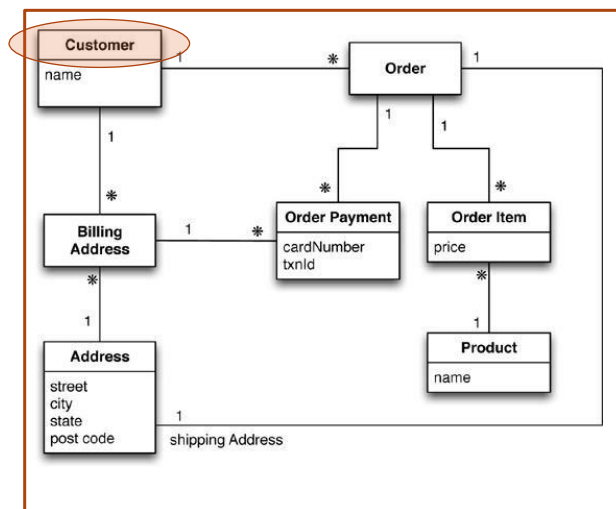 Customer
name
1
*
Order
1
1
*
1
1
*
*
Billing
Address
1
*
Order Payment
cardNumber
txnId
Order Item
price
*
1
*
1
Address
street
city
state
post code
Product
name
1
shipping Address